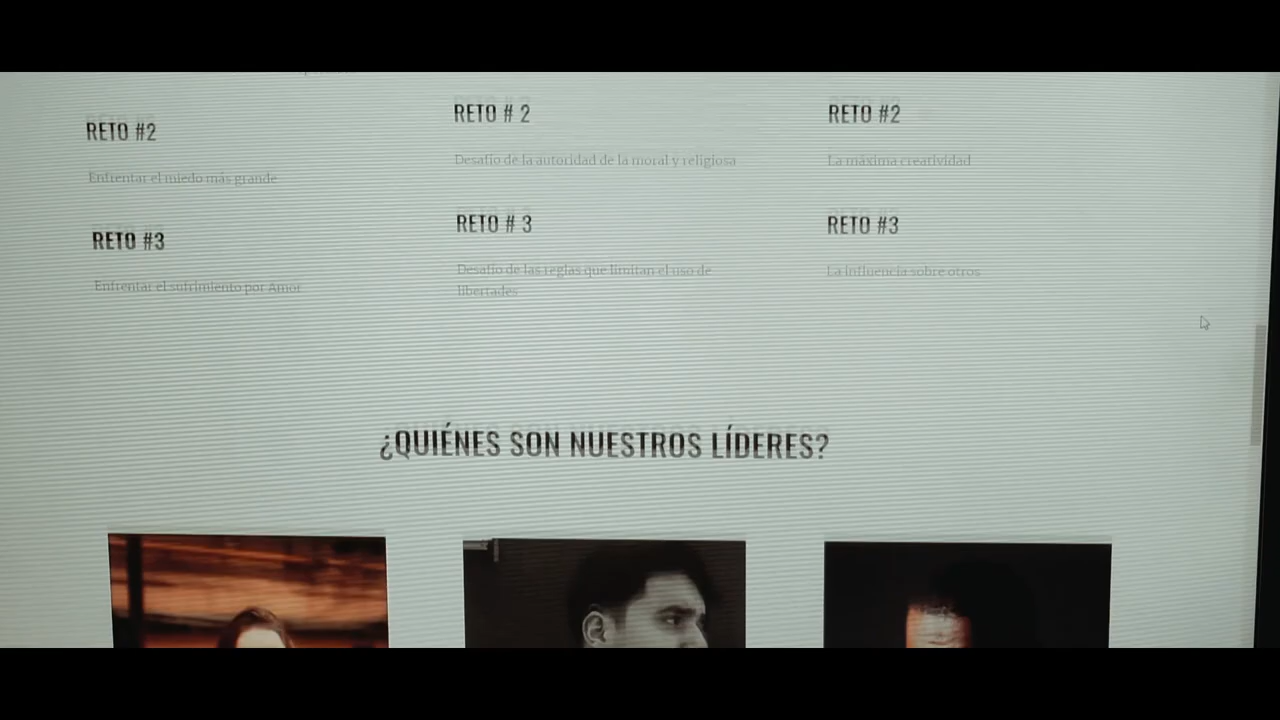 RETO #2
Enfrentar el miedo más grande
RETO #3
Enfrentar el sufrimiento por Amor
RETO # 2
Desafío de la autoridad de la moral y religiosa
RETO # 3
Desafío de las reglas que limitan el uso de
libertades
RETO #2
La máxima creatividad
RETO #3
La influencia sobre otros
¿QUIÉNES SON NUESTROS LÍDERES?